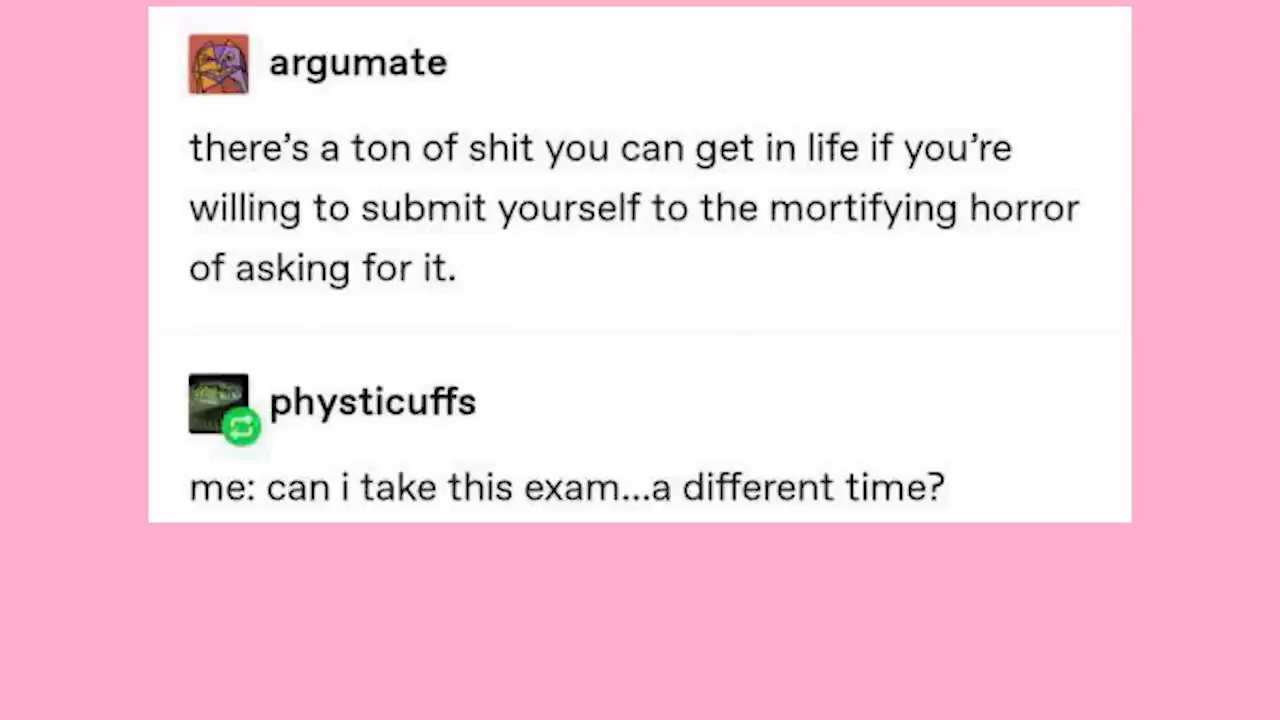 argumate
there’s a ton of shit you can get in life if you’re
willing to submit yourself to the mortifying horror
of asking for it.
physticuffs
me: can i take this exam...a different time?